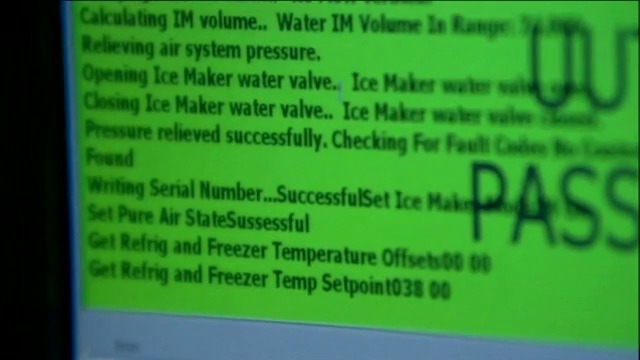 Calculating IM volume.. Water IM Volume In Range:
Relieving air system pressure.
Opening Ice Maker water valve.. Ice Maker water valve
Closing Ice Maker water valve.. Ice Maker water valve
Pressure relieved successfully. Checking For Fault Codes No
Found
Writing Serial Number...SuccessfulSet Ice Maker
Set Pure Air StateSussessful
Get Refrig and Freezer Temperature Offsets00 00
Get Refrig and Freezer Temp Setpoint038 00
PASS